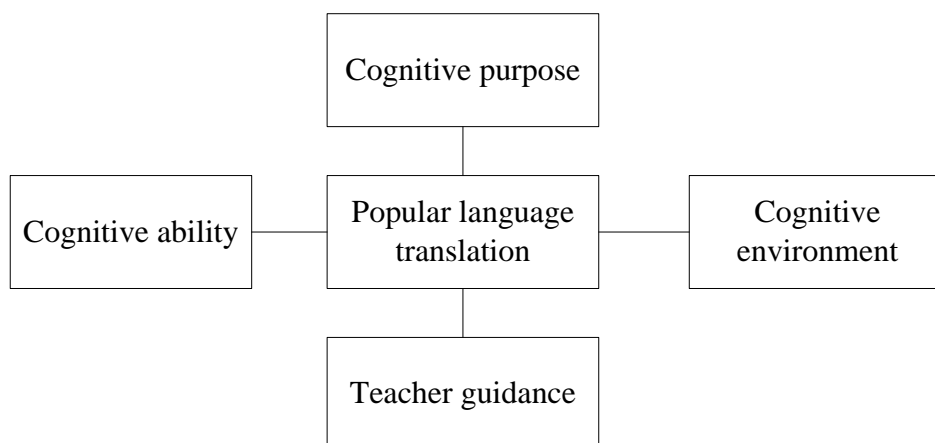 Cognitive purpose
Cognitive ability
Popular language
translation
Cognitive
environment
Teacher guidance